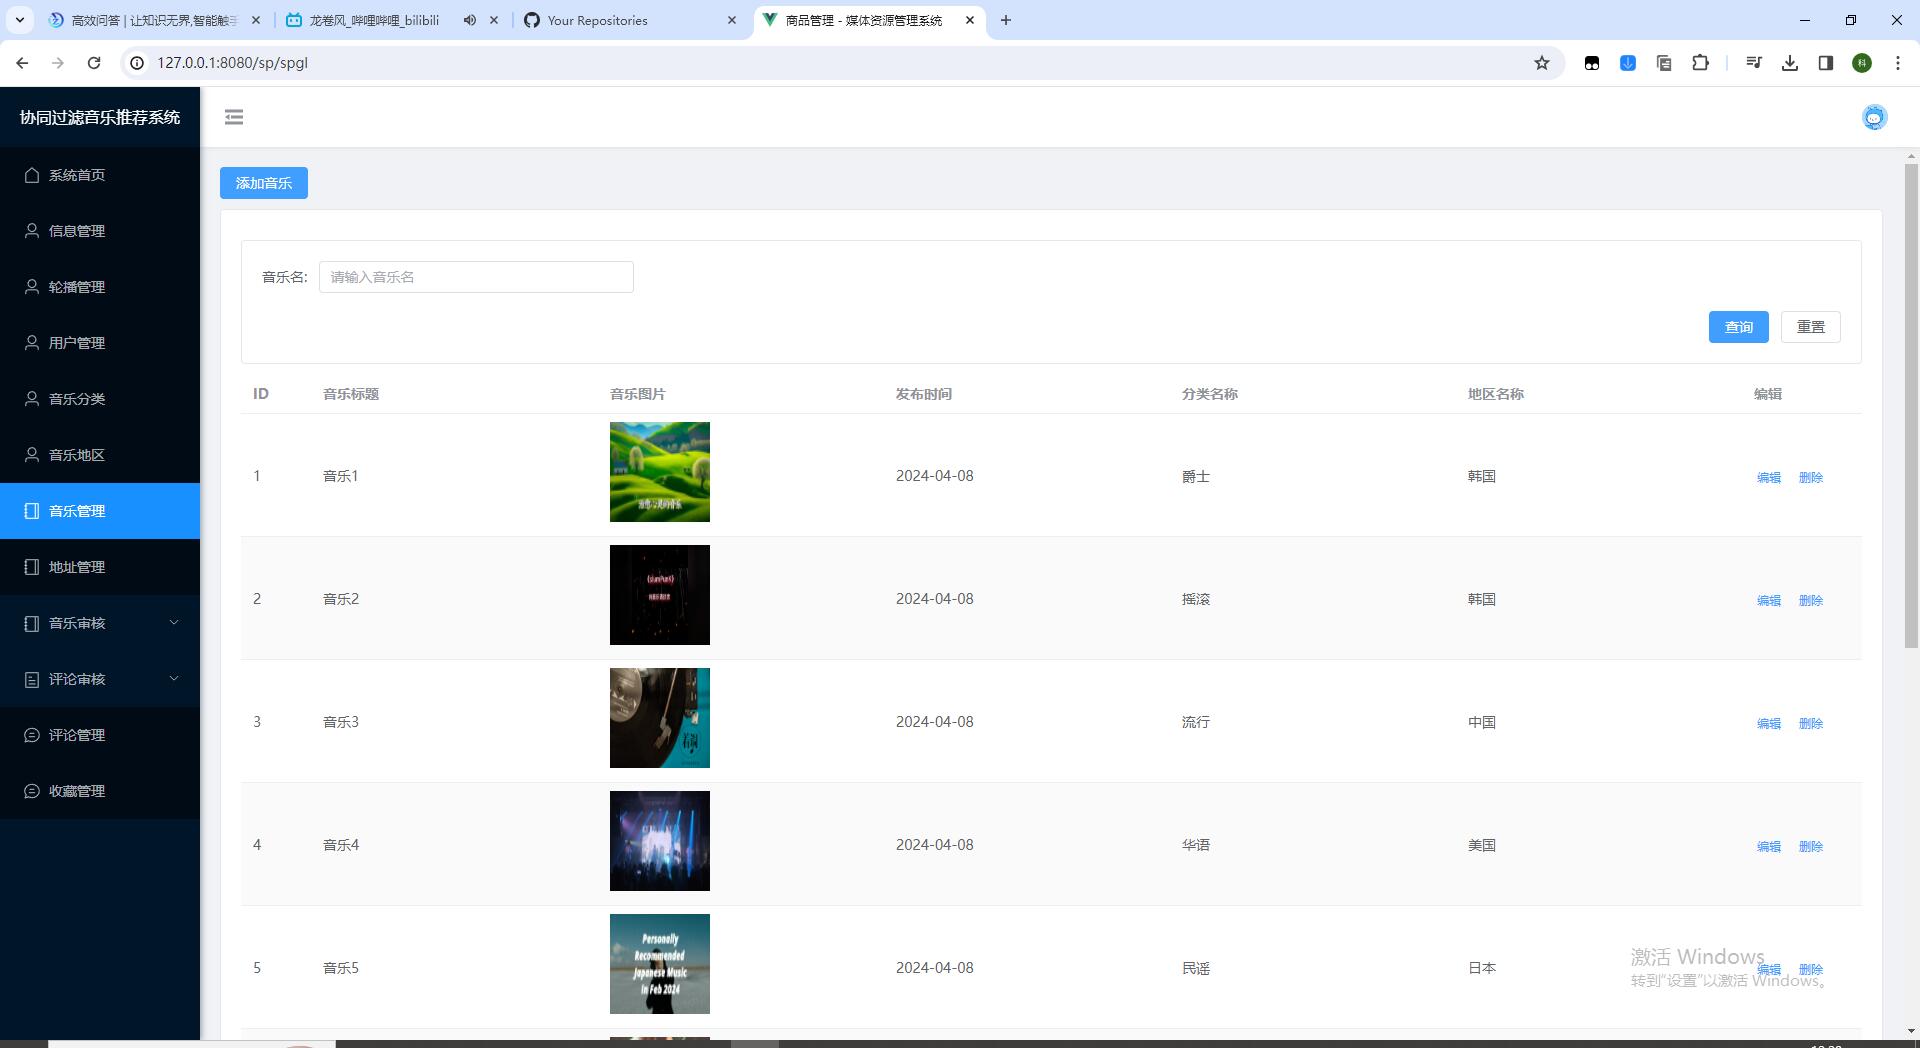 高效问答 | 让知识无界,智能触手
龙卷风_哔哩哔哩_bilibili
Your Repositories
商品管理 - 媒体资源管理系统
127.0.0.1:8080/sp/spgl
科
协同过滤音乐推荐系统
系统首页
信息管理
轮播管理
用户管理
音乐分类
音乐地区
音乐管理
地址管理
音乐审核
评论审核
评论管理
收藏管理
添加音乐
音乐名: 请输入音乐名
查询 重置
ID 音乐标题 音乐图片 发布时间 分类名称 地区名称 编辑
1 音乐1 2024-04-08 爵士 韩国 编辑 删除
2 音乐2 2024-04-08 摇滚 韩国 编辑 删除
3 音乐3 2024-04-08 流行 中国 编辑 删除
4 音乐4 2024-04-08 华语 美国 编辑 删除
Personally
Recommended
Japanese Music
in Feb 2024
5 音乐5 2024-04-08 民谣 日本 编辑 删除
激活 Windows
转到"设置"以激活 Windows。